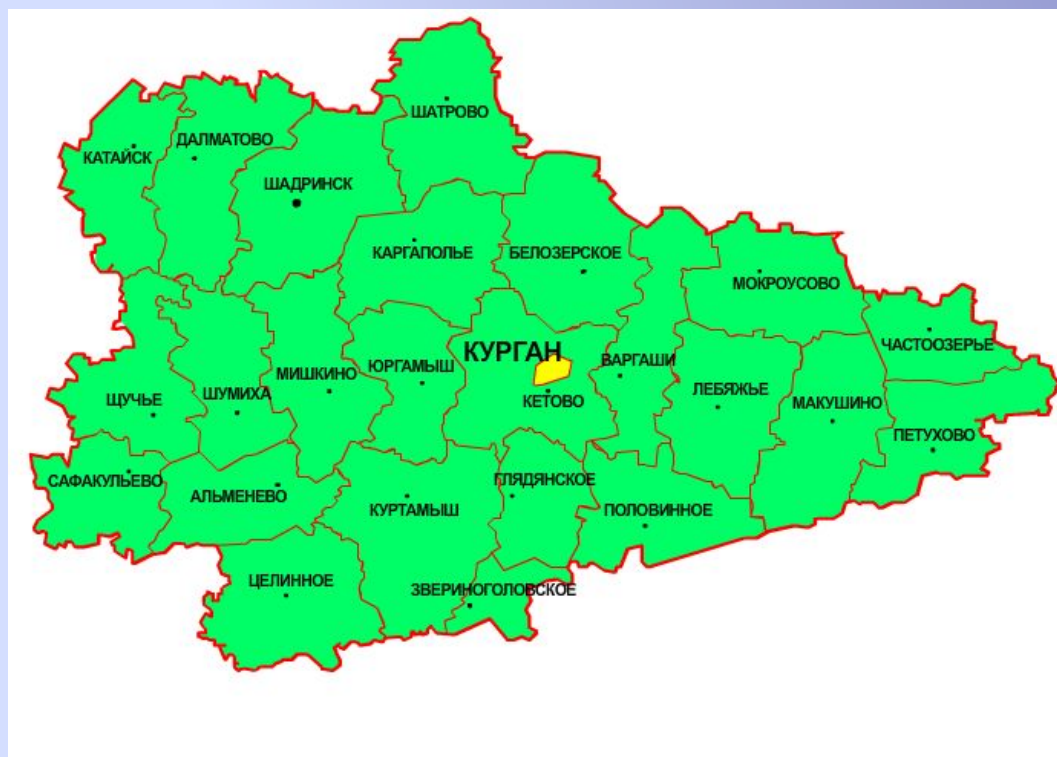 ШАТРОВО
ДАЛМАТОВО
КАТАЙСК
ШАДРИНСК
КАРГАПОЛЬЕ
БЕЛОЗЕРСКОЕ
МОКРОУСОВО
ЧАСТООЗЕРЬЕ
КУРГАН
ВАРГАШИ
ЮРГАМЫШ
МИШКИНО
ЛЕБЯЖЬЕ
ШУМИХА
ЩУЧЬЕ
КЕТОВО
МАКУШИНО
ПЕТУХОВО
САФАКУЛЬЕВО
ГЛЯДЯНСКОЕ
АЛЬМЕНЕВО
КУРТАМЫШ
ПОЛОВИННОЕ
ЦЕЛИННОЕ
ЗВЕРИНОГОЛОВСКОЕ